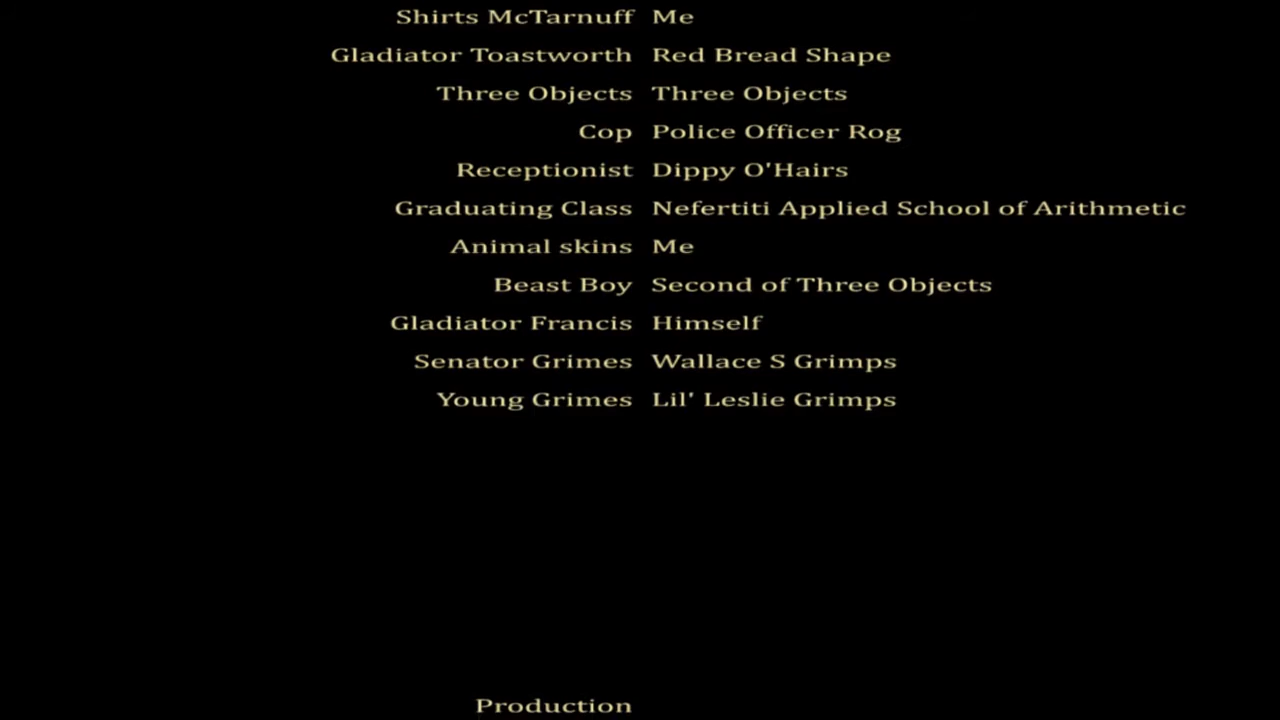 Shirts McTarnuff Me
Gladiator Toastworth Red Bread Shape
Three Objects Three Objects
Cop Police Officer Rog
Receptionist Dippy O'Hairs
Graduating Class Nefertiti Applied School of Arithmetic
Animal skins Me
Beast Boy Second of Three Objects
Gladiator Francis Himself
Senator Grimes Wallace S Grimps
Young Grimes Lil' Leslie Grimps
Production